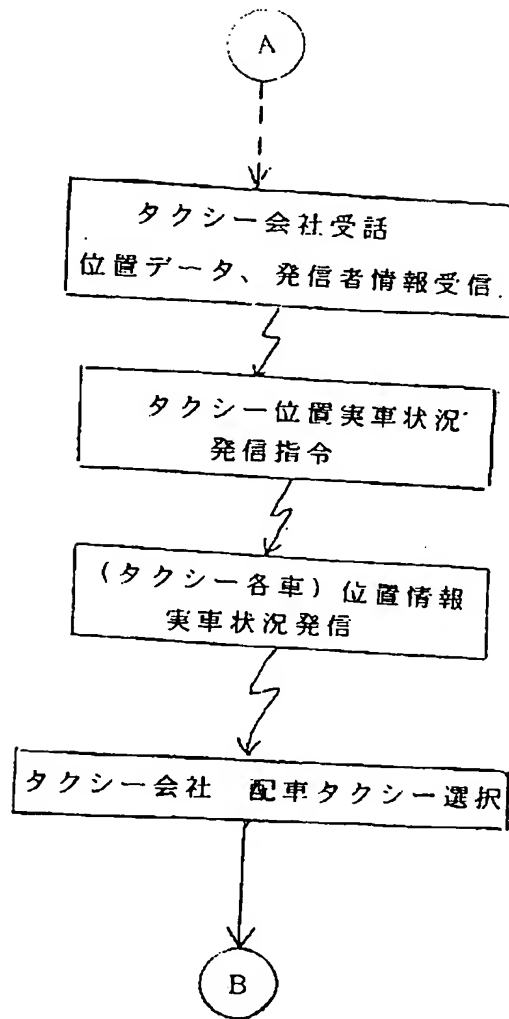 A
タクシー会社受話
位置データ、発信者情報受信
タクシー位置実車状況
発信指令
(タクシー各車)位置情報
実車状況発信
タクシー会社 配車タクシー選択
B